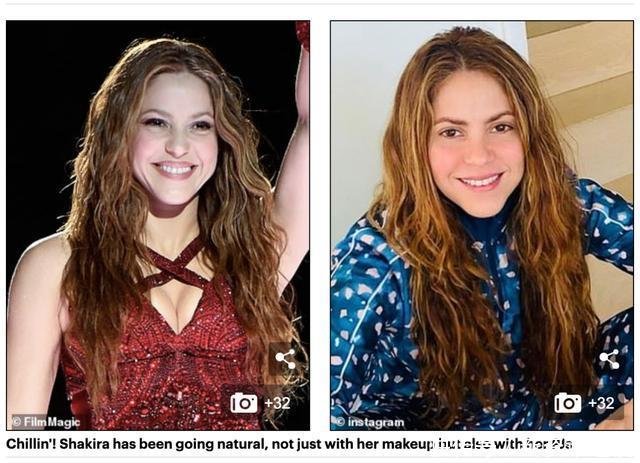 +32
+32
© FilmMagic
© instagram
Chillin'! Shakira has been going natural, not just with her makeup but also with her